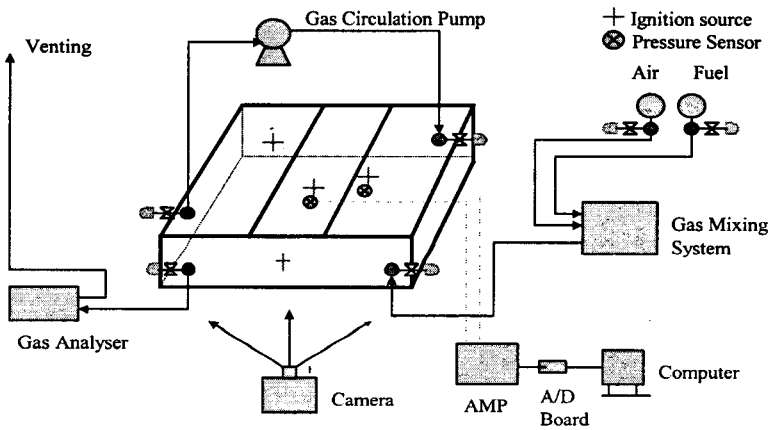 Gas Circulation Pump
Ignition source
Pressure Sensor
Venting
Air
Fuel
Gas Mixing
System
Gas Analyser
Camera
AMP
A/D
Board
Computer